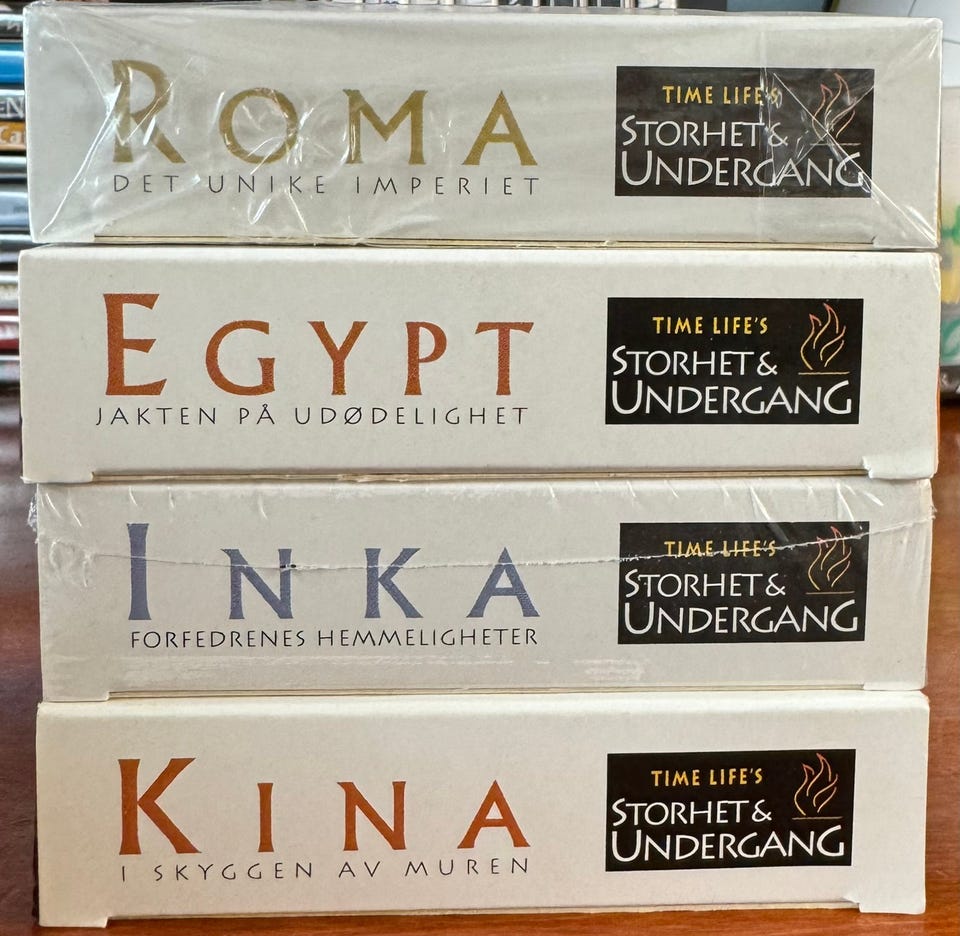 ROMA
DET UNIKE IMPERIET
TIME LIFE'S
STORHET &
UNDERGANG
EGYPT
JAKTEN PÅ UDØDELIGHET
TIME LIFE'S
STORHET &
UNDERGANG
INKA
FORFEDRENES HEMMELIGHETER
TIME LIFE'S
STORHET &
UNDERGANG
KINA
I SKYGGEN AV MUREN
TIME LIFE'S
STORHET &
UNDERGANG